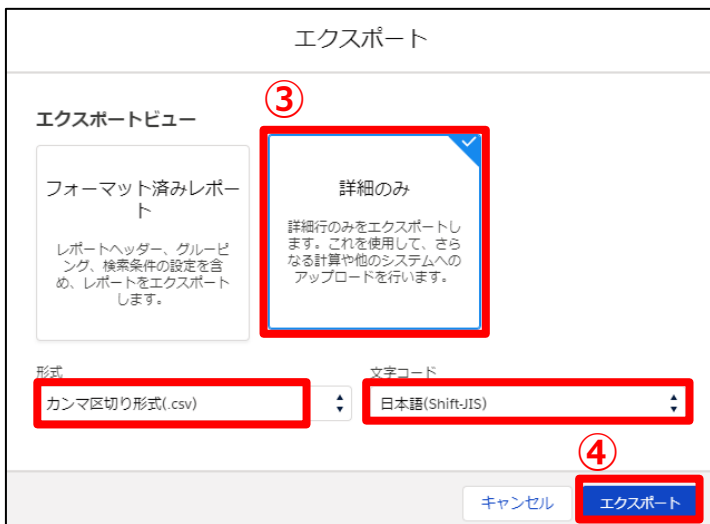 エクスポート
③
エクスポートビュー
フォーマット済みレポー
ト
レポートヘッダー、グルーピ
ング、検索条件の設定を含
め、レポートをエクスポート
します。
詳細のみ
詳細行のみをエクスポートし
ます。これを使用して、さら
なる計算や他のシステムへの
アップロードを行います。
形式
カンマ区切り形式(.csv)
文字コード
日本語(Shift-JIS)
④
キャンセル
エクスポート